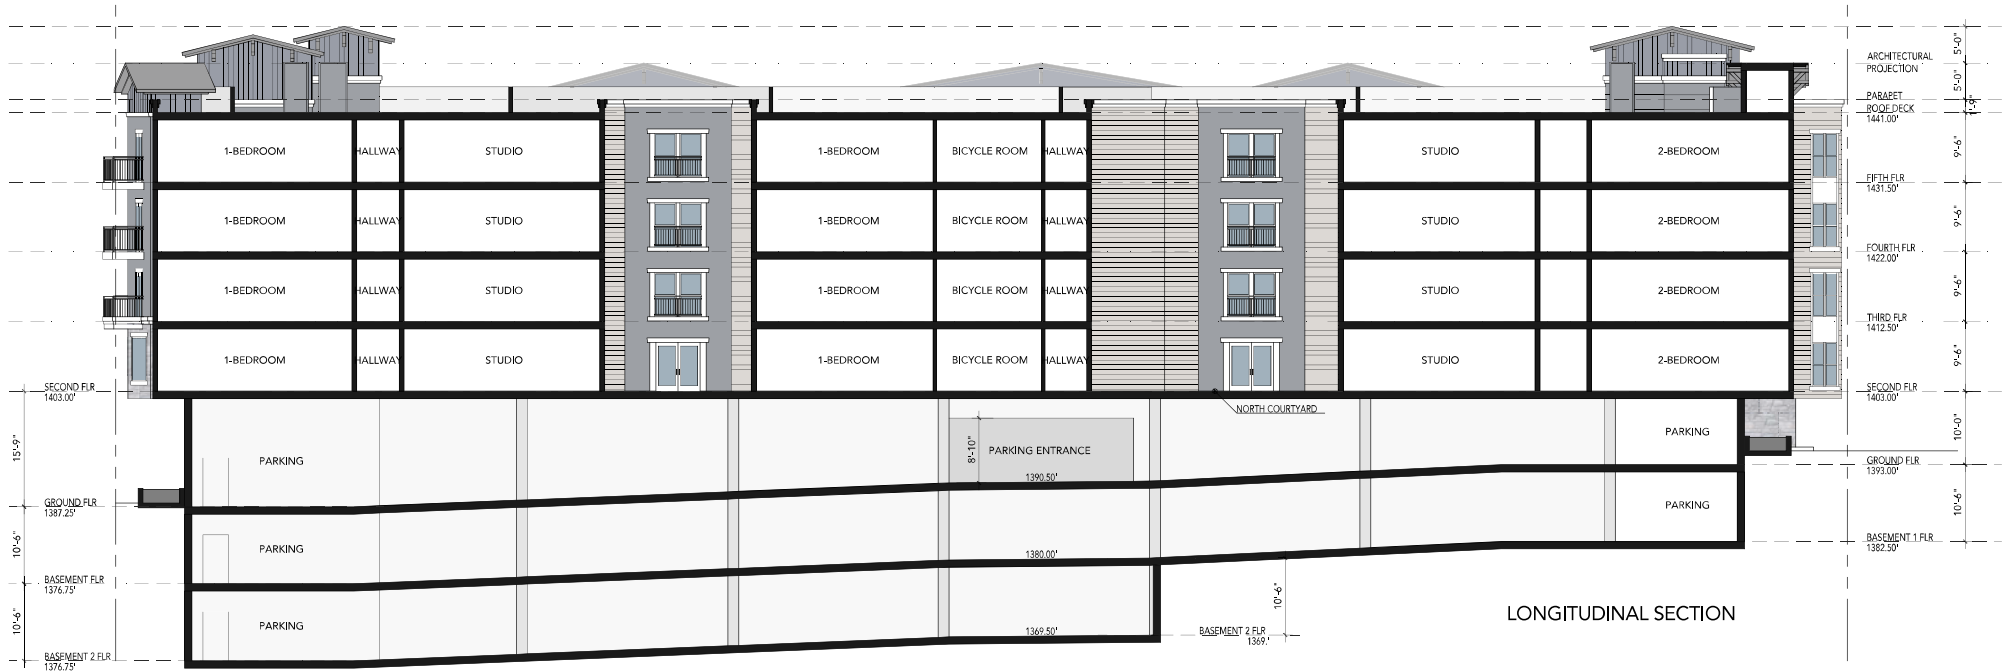 5'-0"
ARCHITECTURAL
PROJECTION
5'-0"
PARAPET
ROOF DECK
1441.00'
1'-9"
1-BEDROOM HALLWAY STUDIO 1-BEDROOM BICYCLE ROOM HALLWAY STUDIO 2-BEDROOM
9'-6"
FIFTH FLR
1431.50'
1-BEDROOM HALLWAY STUDIO 1-BEDROOM BICYCLE ROOM HALLWAY STUDIO 2-BEDROOM
9'-6"
FOURTH FLR
1422.00'
1-BEDROOM HALLWAY STUDIO 1-BEDROOM BICYCLE ROOM HALLWAY STUDIO 2-BEDROOM
9'-6"
THIRD FLR
1412.50'
1-BEDROOM HALLWAY STUDIO 1-BEDROOM BICYCLE ROOM HALLWAY STUDIO 2-BEDROOM
9'-6"
SECOND FLR
1403.00'
SECOND FLR
1403.00'
NORTH COURTYARD
15'-9"
PARKING
8'-10"
PARKING ENTRANCE
1390.50'
PARKING
10'-0"
GROUND FLR
1393.00'
GROUND FLR
1387.25'
PARKING
10'-6"
10'-6"
PARKING
1380.00'
BASEMENT 1 FLR
1382.50'
BASEMENT FLR
1376.75'
10'-6"
10'-6"
PARKING
1369.50'
BASEMENT 2 FLR
1369.'
LONGITUDINAL SECTION
BASEMENT 2 FLR
1376.75'